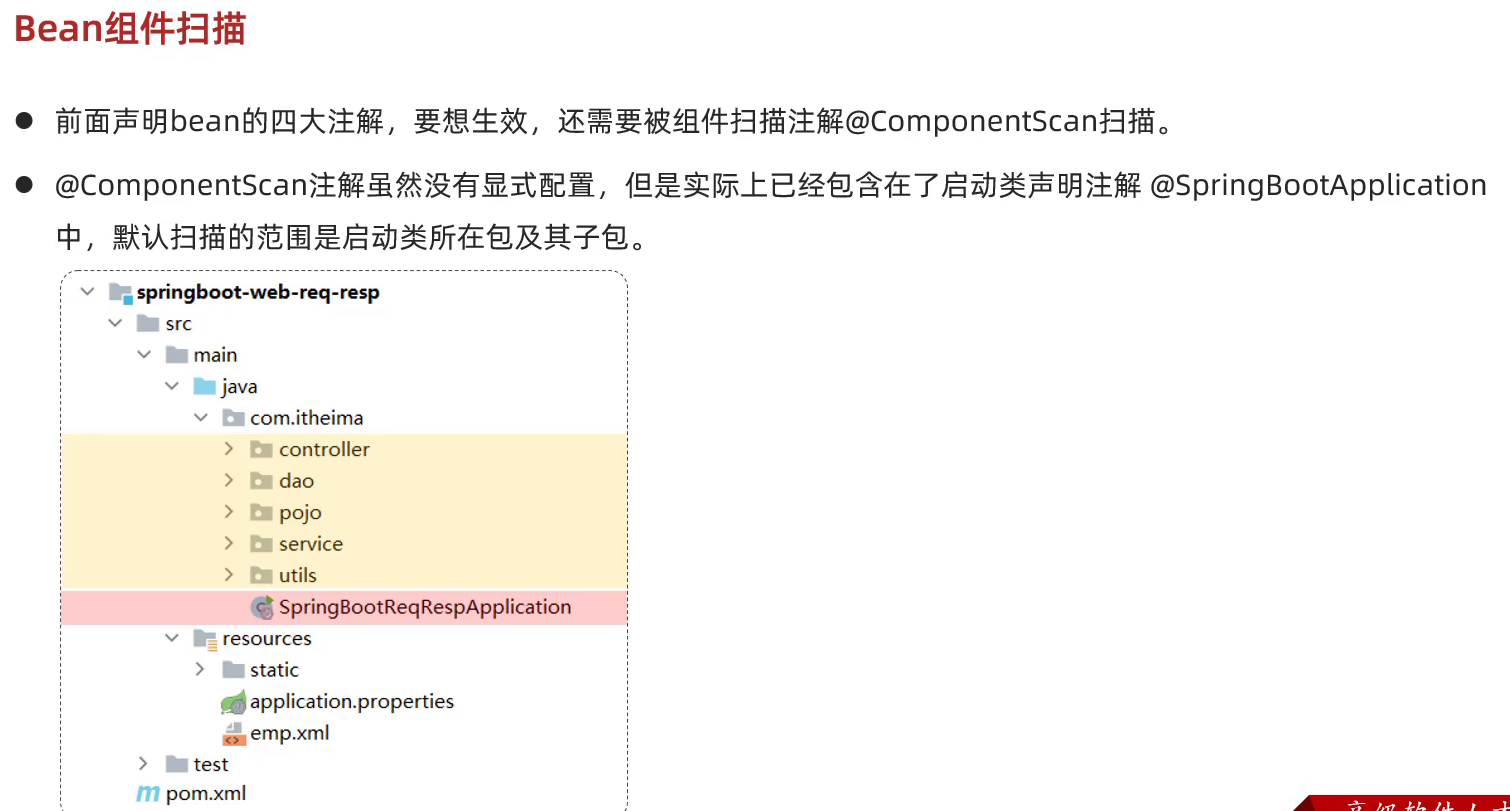 Bean组件扫描
前面声明bean的四大注解，要想生效，还需要被组件扫描注解@ComponentScan扫描。
@ComponentScan注解虽然没有显式配置，但是实际上已经包含在了启动类声明注解 @SpringBootApplication
中，默认扫描的范围是启动类所在包及其子包。
springboot-web-req-resp
src
main
java
com.itheima
controller
dao
pojo
service
utils
SpringBootReqRespApplication
resources
static
application.properties
emp.xml
test
pom.xml